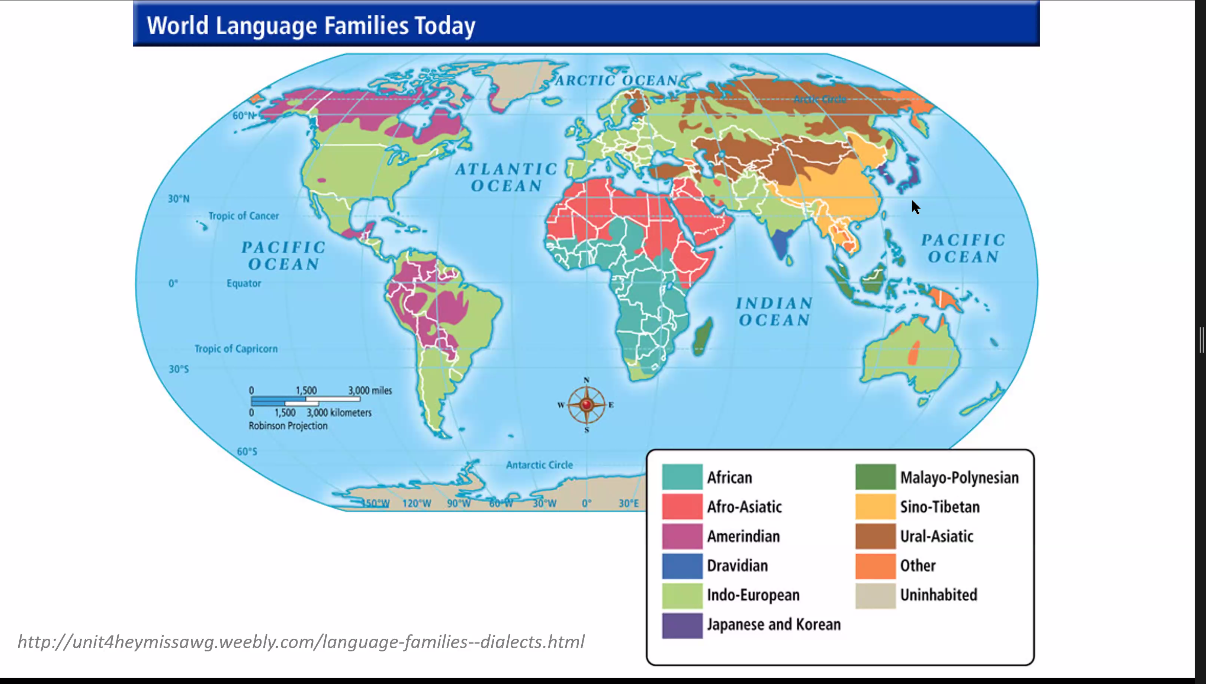 World Language Families Today
ARCTIC OCEAN
Arctic Circle
60°N
ATLANTIC
OCEAN
30°N
Tropic of Cancer
PACIFIC
OCEAN
PACIFIC
OCEAN
0°
Equator
INDIAN
OCEAN
Tropic of Capricorn
30°S
0 1,500 3,000 miles
0 1,500 3,000 kilometers
Robinson Projection
N
W E
S
60°S
Antarctic Circle
150°W 120°W 90°W 60°W 30°W 0° 30°E
African
Afro-Asiatic
Amerindian
Dravidian
Indo-European
Japanese and Korean
Malayo-Polynesian
Sino-Tibetan
Ural-Asiatic
Other
Uninhabited
http://unit4heymissawg.weebly.com/language-families--dialects.html